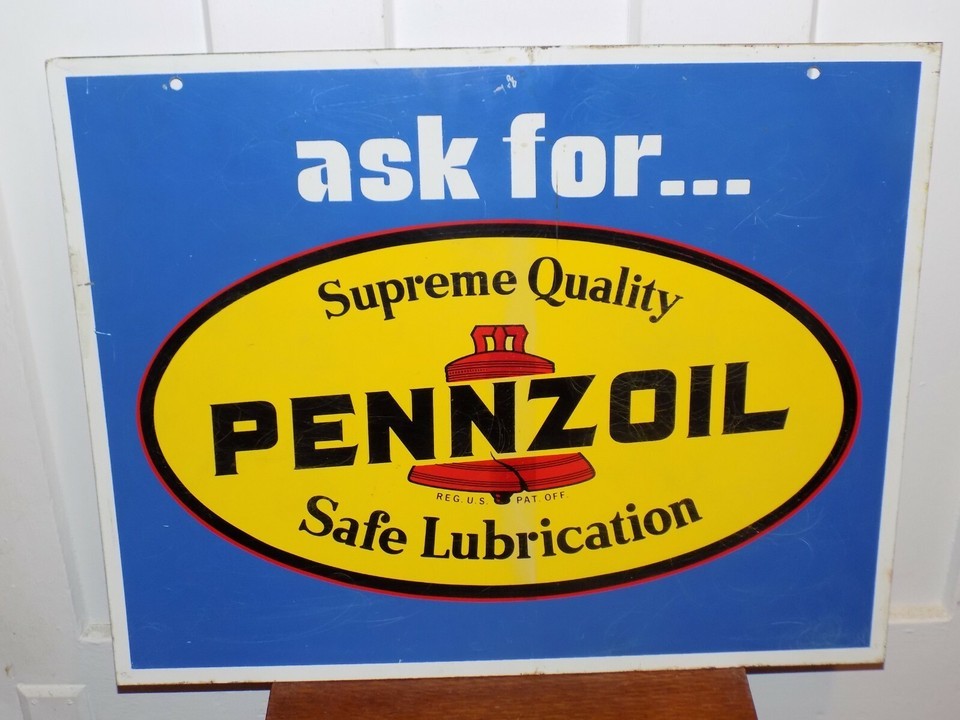 ask for...
Supreme Quality
PENNZOIL
REG. U.S. PAT. OFF.
Safe Lubrication